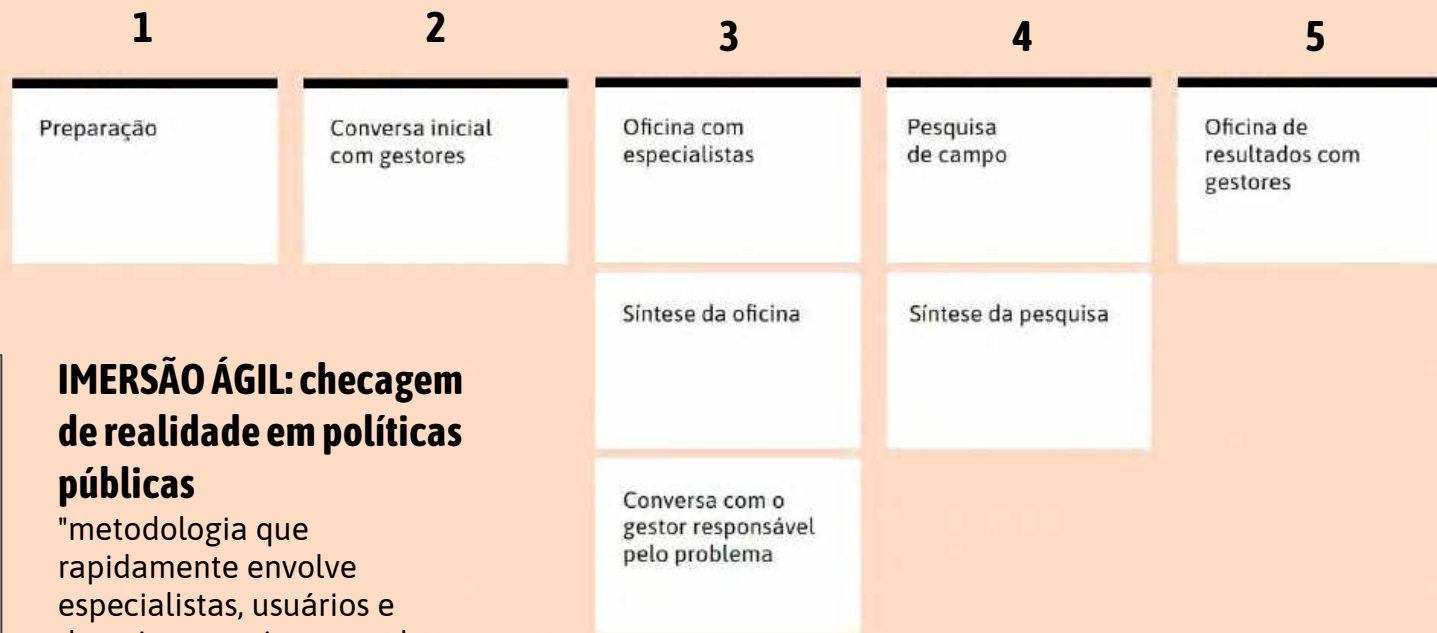 1
2
3
4
5
Preparação
Conversa inicial
com gestores
Oficina com
especialistas
Pesquisa
de campo
Oficina de
resultados com
gestores
Síntese da oficina
Síntese da pesquisa
Conversa com o
gestor responsável
pelo problema
IMERSÃO ÁGIL: checagem
de realidade em políticas
públicas
"metodologia que
rapidamente envolve
especialistas, usuários e